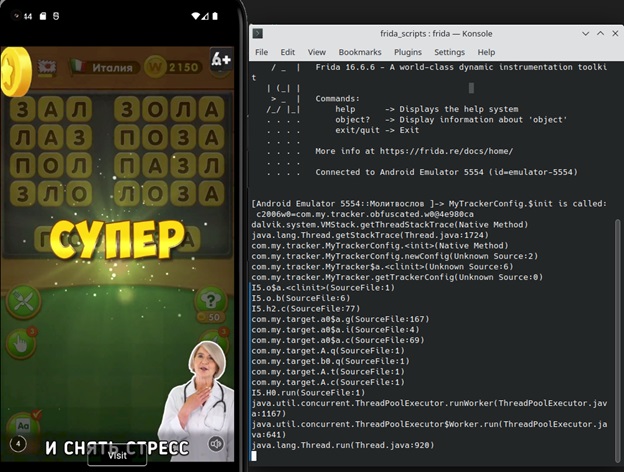 44
6+
Италия
W 2150
ЗАЛ
ЗОЛА
ЛАЗ
ПАЗЛ
ПОЛ
ПОЛА
ЗЛО
ЛОЗА
СУПЕР
?
50
3
3
Aa
4
И СНЯТЬ СТРЕСС
Visit
frida_scripts : frida — Konsole
File Edit View Bookmarks Plugins Settings Help
/ _  |   Frida 16.6.6 - A world-class dynamic instrumentation toolki
t
| (_| |
> _  |   Commands:
/_/ |_|       help      -> Displays the help system
. . . .       object?   -> Display information about 'object'
. . . .       exit/quit -> Exit
. . . .
. . . .   More info at https://frida.re/docs/home/
. . . .
. . . .   Connected to Android Emulator 5554 (id=emulator-5554)
[Android Emulator 5554::Молитвослов ]-> MyTrackerConfig.$init is called:
c2006w0=com.my.tracker.obfuscated.w0@4e980ca
dalvik.system.VMStack.getThreadStackTrace(Native Method)
java.lang.Thread.getStackTrace(Thread.java:1724)
com.my.tracker.MyTrackerConfig.<init>(Native Method)
com.my.tracker.MyTrackerConfig.newConfig(Unknown Source:2)
com.my.tracker.MyTracker$a.<clinit>(Unknown Source:6)
com.my.tracker.MyTracker.getTrackerConfig(Unknown Source:0)
I5.o$a.<clinit>(SourceFile:1)
I5.o.b(SourceFile:6)
I5.h2.c(SourceFile:77)
com.my.target.a0$a.g(SourceFile:167)
com.my.target.a0$a.i(SourceFile:4)
com.my.target.a0$a.c(SourceFile:69)
com.my.target.A.q(SourceFile:1)
com.my.target.b0.q(SourceFile:1)
com.my.target.A.t(SourceFile:1)
com.my.target.A.c(SourceFile:1)
I5.H0.run(SourceFile:1)
java.util.concurrent.ThreadPoolExecutor.runWorker(ThreadPoolExecutor.jav
a:1167)
java.util.concurrent.ThreadPoolExecutor$Worker.run(ThreadPoolExecutor.ja
va:641)
java.lang.Thread.run(Thread.java:920)